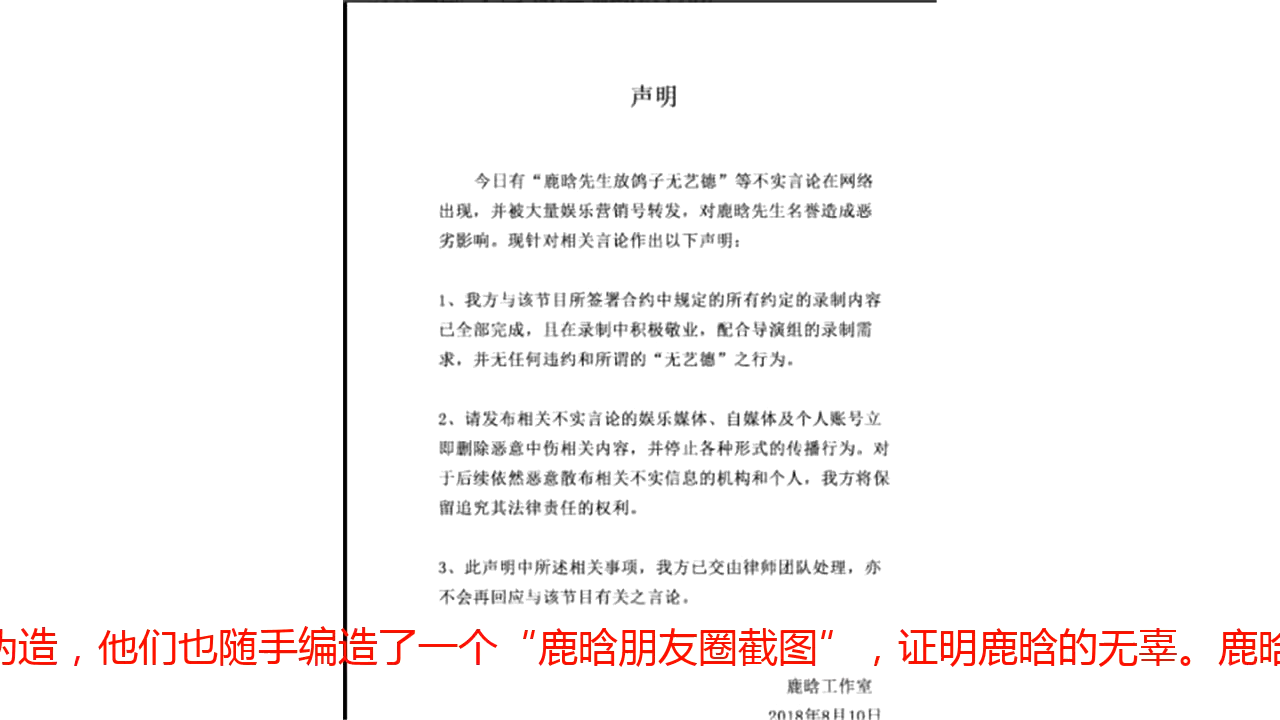 声明
今日有“鹿晗先生放鸽子无艺德”等不实言论在网络
出现，并被大量娱乐营销号转发，对鹿晗先生名誉造成恶
劣影响。现针对相关言论作出以下声明：
1、我方与该节目所签署合约中规定的所有约定的录制内容
已全部完成，且在录制中积极敬业，配合导演组的录制需
求，并无任何违约和所谓的“无艺德”之行为。
2、请发布相关不实言论的娱乐媒体、自媒体及个人账号立
即删除恶意中伤相关内容，并停止各种形式的传播行为。对
于后续依然恶意散布相关不实信息的机构和个人，我方将保
留追究其法律责任的权利。
3、此声明中所述相关事项，我方已交由律师团队处理，亦
不会再回应与该节目有关之言论。
伪造，他们也随手编造了一个“鹿晗朋友圈截图”，证明鹿晗的无辜。鹿晗
鹿晗工作室
2018年8月10日